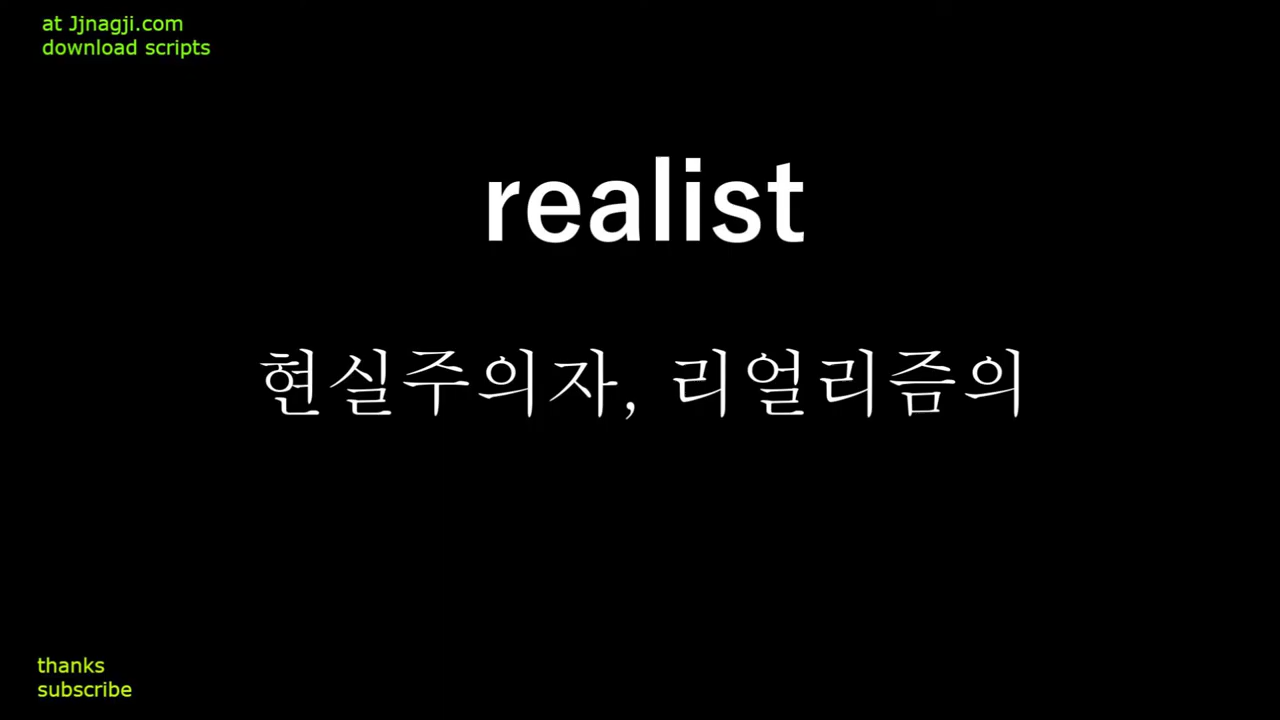 at Jjnagji.com
download scripts
realist
현실주의자, 리얼리즘의
thanks
subscribe